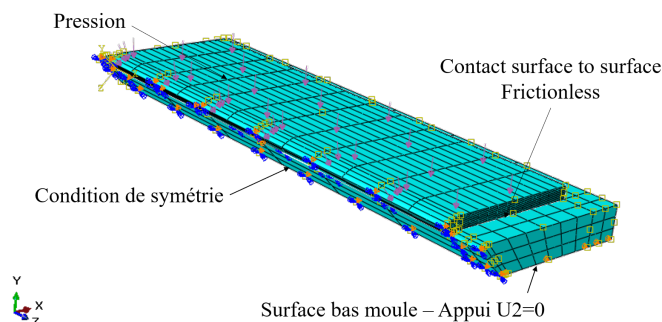 Pression
Contact surface to surface
Frictionless
Condition de symétrie
Surface bas moule – Appui U2=0
Y
X
Z